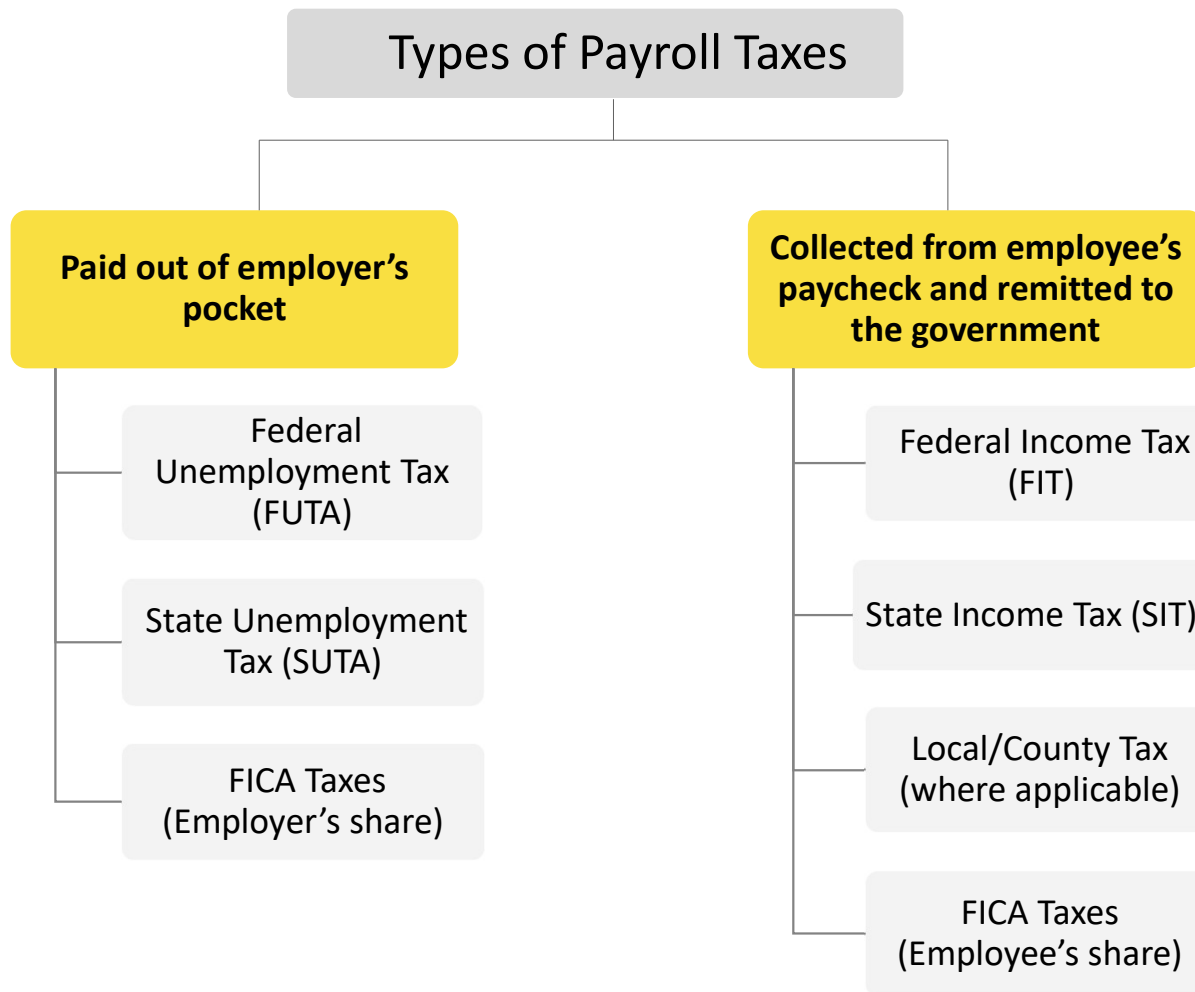 Types of Payroll Taxes
Paid out of employer’s
pocket
Federal
Unemployment Tax
(FUTA)
State Unemployment
Tax (SUTA)
FICA Taxes
(Employer’s share)
Collected from employee’s
paycheck and remitted to
the government
Federal Income Tax
(FIT)
State Income Tax (SIT)
Local/County Tax
(where applicable)
FICA Taxes
(Employee’s share)